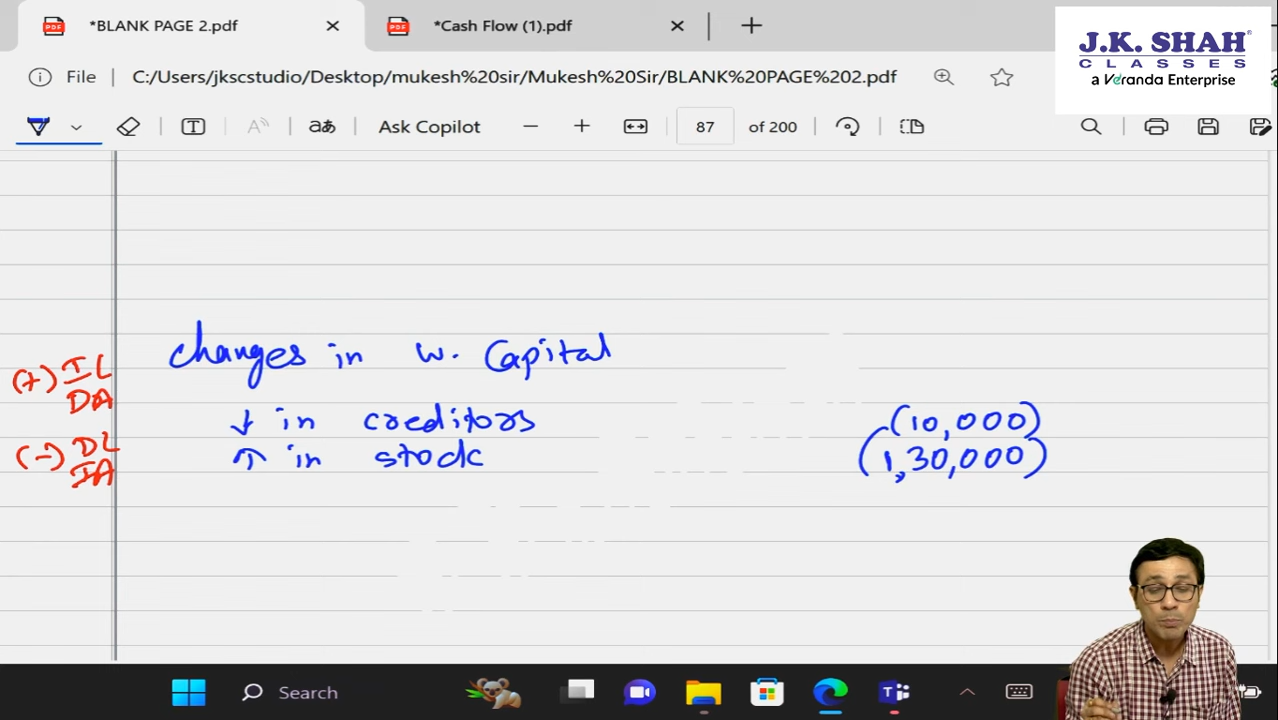 *BLANK PAGE 2.pdf
*Cash Flow (1).pdf
J.K. SHAH®
CLASSES
a Veranda Enterprise
File
C:/Users/jkscstudio/Desktop/mukesh%20sir/Mukesh%20Sir/BLANK%20PAGE%202.pdf
aあ
Ask Copilot
87
of 200
changes in w. Capital
(+) IL
DA
↓ in creditors (10,000)
(-) DL
IA
↑ in stock (1,30,000)
Search